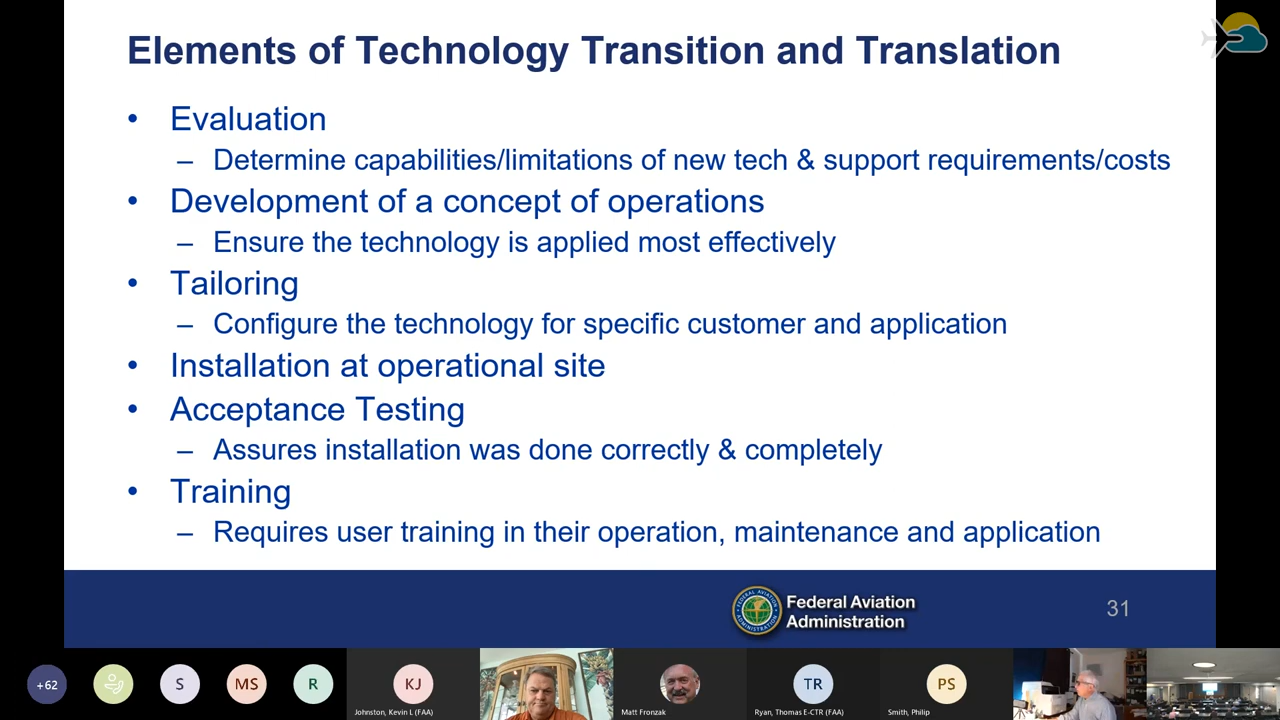 Elements of Technology Transition and Translation
• Evaluation
– Determine capabilities/limitations of new tech & support requirements/costs
• Development of a concept of operations
– Ensure the technology is applied most effectively
• Tailoring
– Configure the technology for specific customer and application
• Installation at operational site
• Acceptance Testing
– Assures installation was done correctly & completely
• Training
– Requires user training in their operation, maintenance and application
Federal Aviation
Administration
31
+62
S
MS
R
KJ
TR
PS
Johnston, Kevin L (FAA)
Matt Fronzak
Ryan, Thomas E-CTR (FAA)
Smith, Philip